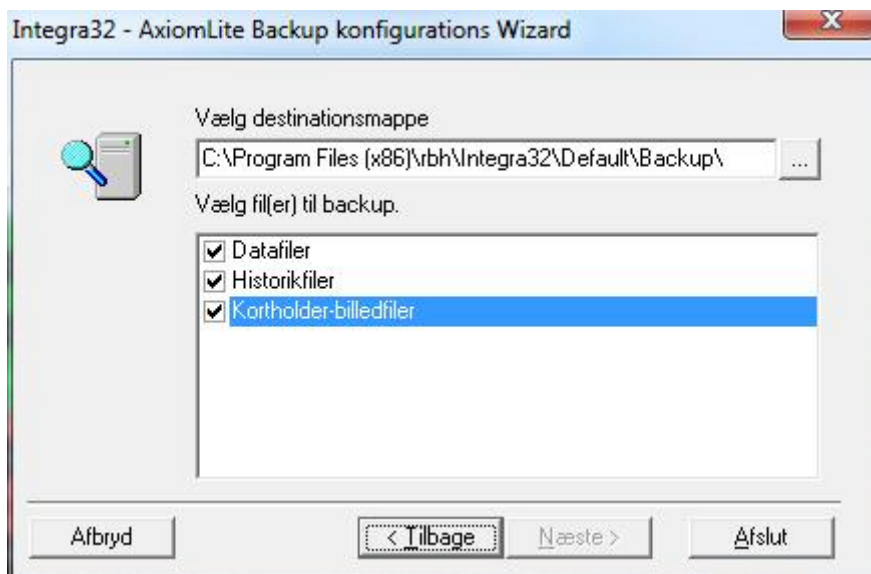 Integra32 - AxiomLite Backup konfigurations Wizard
Vælg destinationsmappe
C:\Program Files (x86)\rbh\Integra32\Default\Backup\
...
Vælg fil(er) til backup.
Datafiler
Historikfiler
Kortholder-billedfiler
Afbryd
< Tilbage
Næste >
Afslut